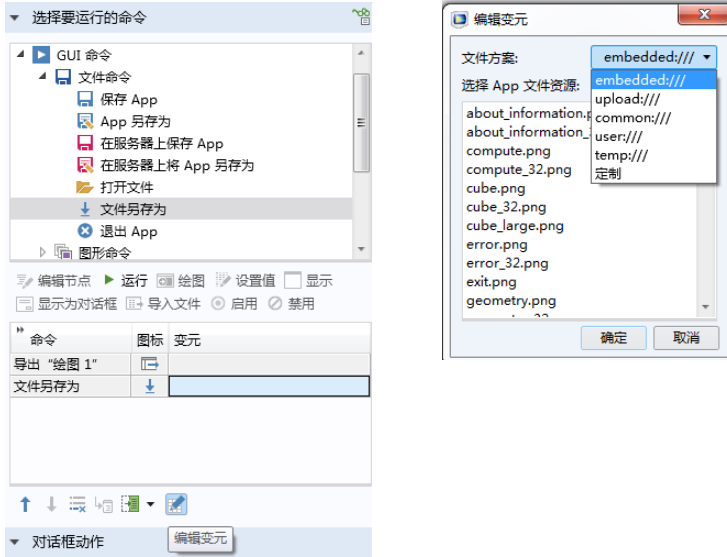 选择要运行的命令
GUI 命令
文件命令
保存 App
App 另存为
在服务器上保存 App
在服务器上将 App 另存为
打开文件
文件另存为
退出 App
图形命令
编辑节点 运行 绘图 设置值 显示
显示为对话框 导入文件 启用 禁用
命令 图标 变元
导出“绘图 1”
文件另存为
编辑变元
对话框动作
编辑变元
文件方案: embedded:///
选择 App 文件资源:
embedded:///
upload:///
common:///
user:///
temp:///
定制
about_information.p
about_information_
compute.png
compute_32.png
cube.png
cube_32.png
cube_large.png
error.png
error_32.png
exit.png
geometry.png
确定 取消